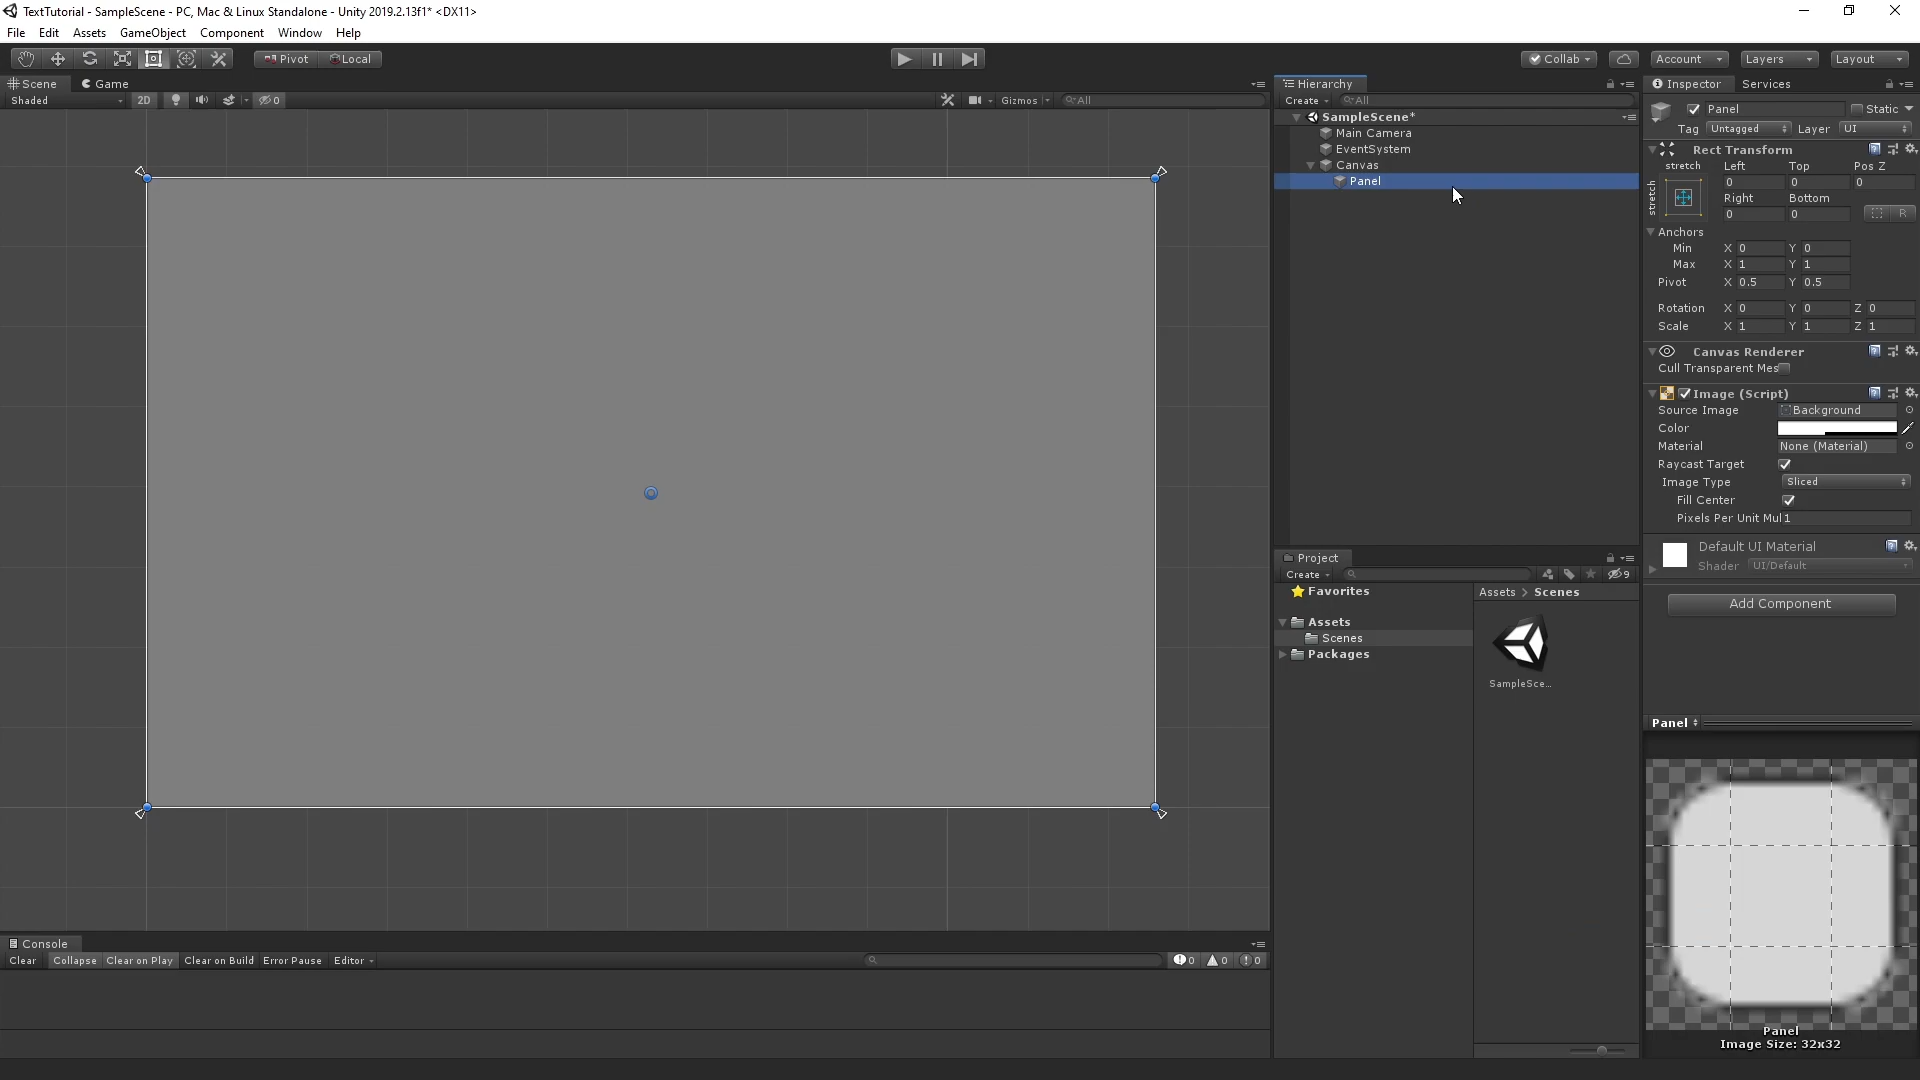 TextTutorial - SampleScene - PC, Mac & Linux Standalone - Unity 2019.2.13f1* <DX11>
File Edit Assets GameObject Component Window Help
Pivot Local
Collab Account Layers Layout
Scene Game
Shaded 2D 0 Gizmos All
Hierarchy
Create All
SampleScene*
Main Camera
EventSystem
Canvas
Panel
Inspector Services
Panel Static
Tag Untagged Layer UI
Rect Transform
stretch Left Top Pos Z
stretch 0 0 0
Right Bottom
0 0 R
Anchors
Min X 0 Y 0
Max X 1 Y 1
Pivot X 0.5 Y 0.5
Rotation X 0 Y 0 Z 0
Scale X 1 Y 1 Z 1
Canvas Renderer
Cull Transparent Mes
Image (Script)
Source Image Background
Color
Material None (Material)
Raycast Target
Image Type Sliced
Fill Center
Pixels Per Unit Mul 1
Default UI Material
Shader UI/Default
Add Component
Project
Create 9
Favorites
Assets
Scenes
Packages
Assets > Scenes
SampleSce...
Panel
Panel
Image Size: 32x32
Console
Clear Collapse Clear on Play Clear on Build Error Pause Editor 0 0 0